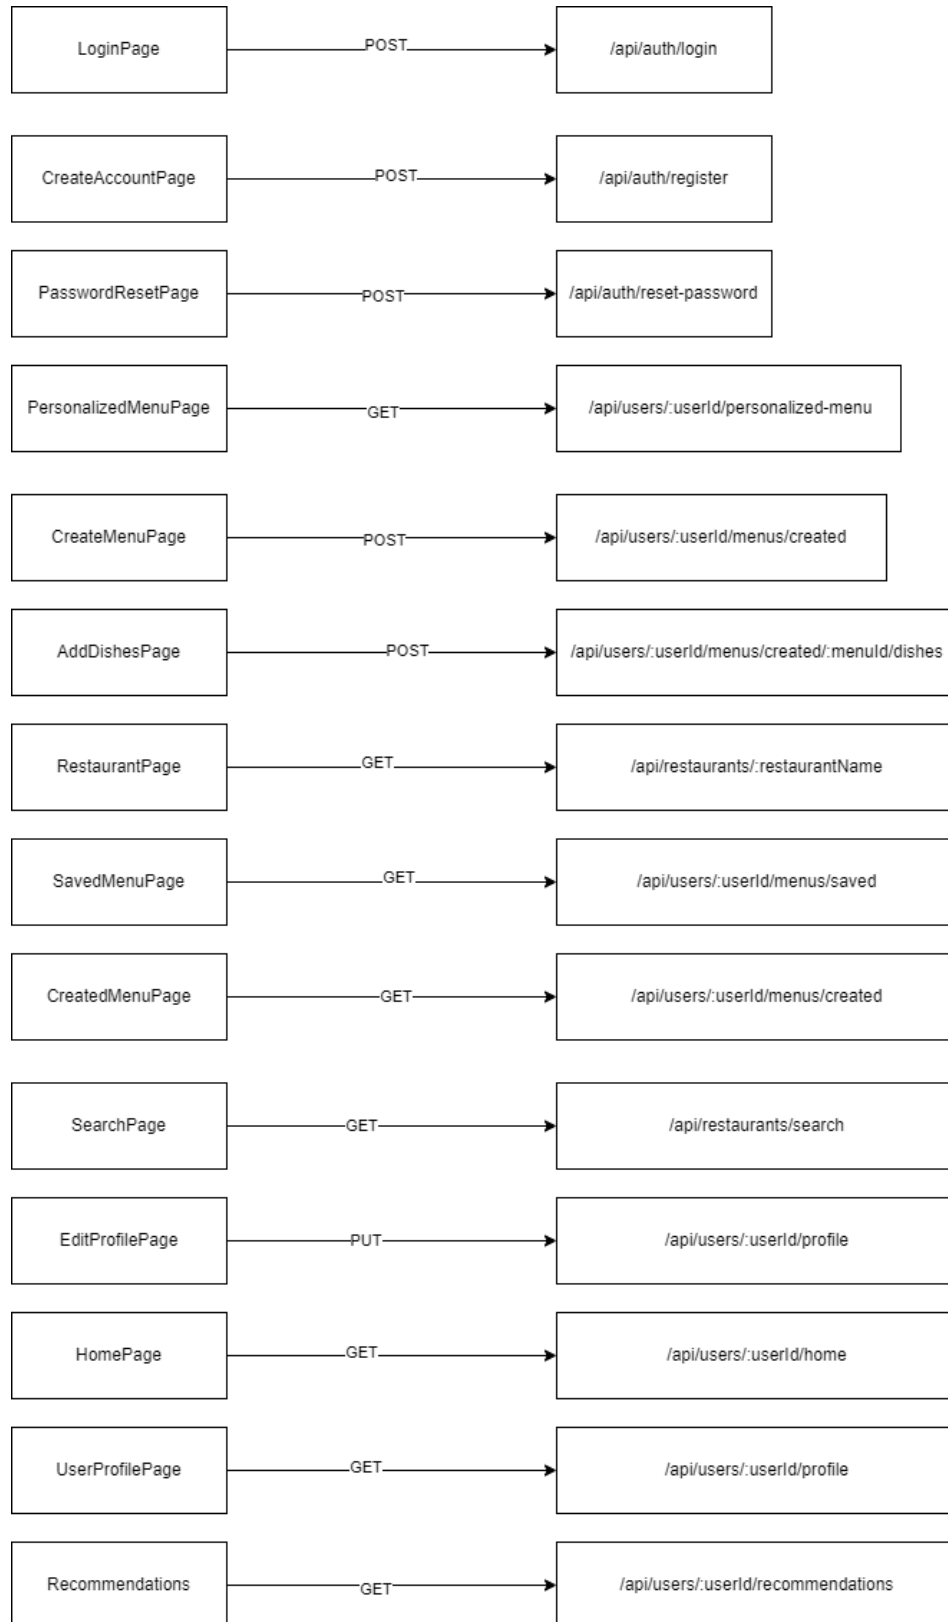 LoginPage POST /api/auth/login
CreateAccountPage POST /api/auth/register
PasswordResetPage POST /api/auth/reset-password
PersonalizedMenuPage GET /api/users/:userId/personalized-menu
CreateMenuPage POST /api/users/:userId/menus/created
AddDishesPage POST /api/users/:userId/menus/created/:menuId/dishes
RestaurantPage GET /api/restaurants/:restaurantName
SavedMenuPage GET /api/users/:userId/menus/saved
CreatedMenuPage GET /api/users/:userId/menus/created
SearchPage GET /api/restaurants/search
EditProfilePage PUT /api/users/:userId/profile
HomePage GET /api/users/:userId/home
UserProfilePage GET /api/users/:userId/profile
Recommendations GET /api/users/:userId/recommendations